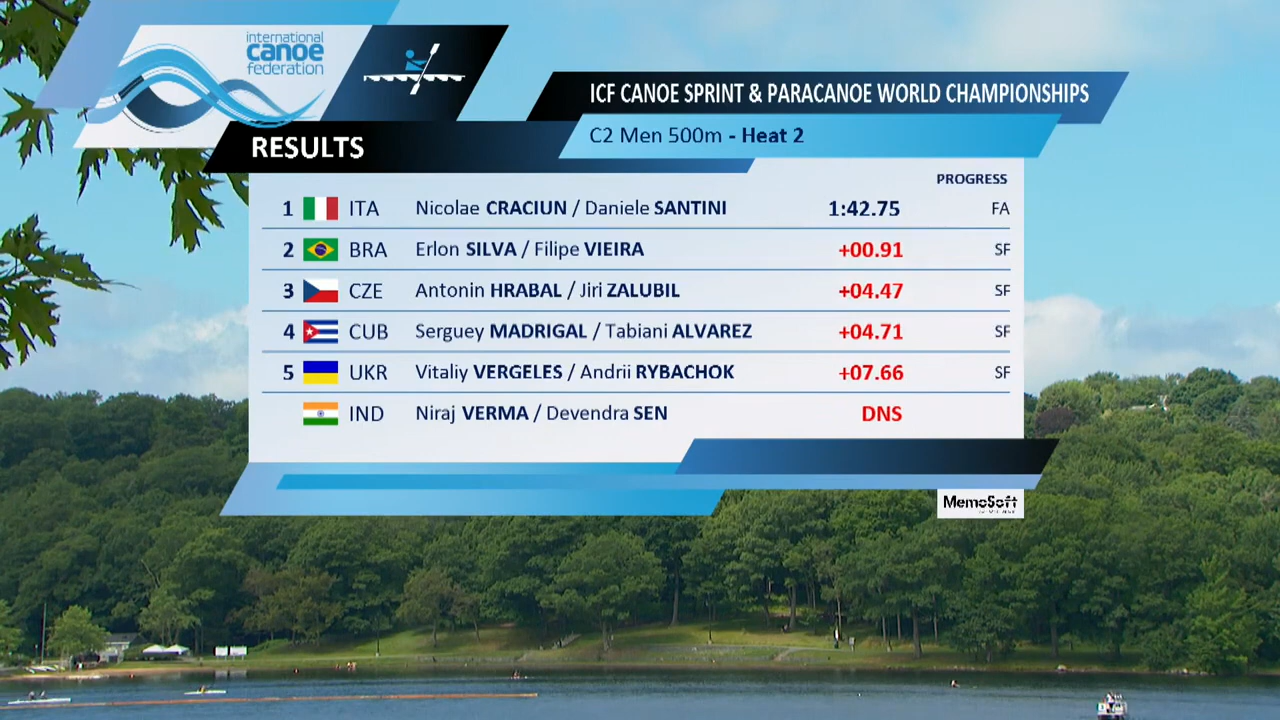 international
canoe
federation
ICF CANOE SPRINT & PARACANOE WORLD CHAMPIONSHIPS
C2 Men 500m - Heat 2
RESULTS
PROGRESS
1 ITA Nicolae CRACIUN / Daniele SANTINI 1:42.75 FA
2 BRA Erlon SILVA / Filipe VIEIRA +00.91 SF
3 CZE Antonin HRABAL / Jiri ZALUBIL +04.47 SF
4 CUB Serguey MADRIGAL / Tabiani ALVAREZ +04.71 SF
5 UKR Vitaliy VERGELES / Andrii RYBACHOK +07.66 SF
IND Niraj VERMA / Devendra SEN DNS
MemoSoft